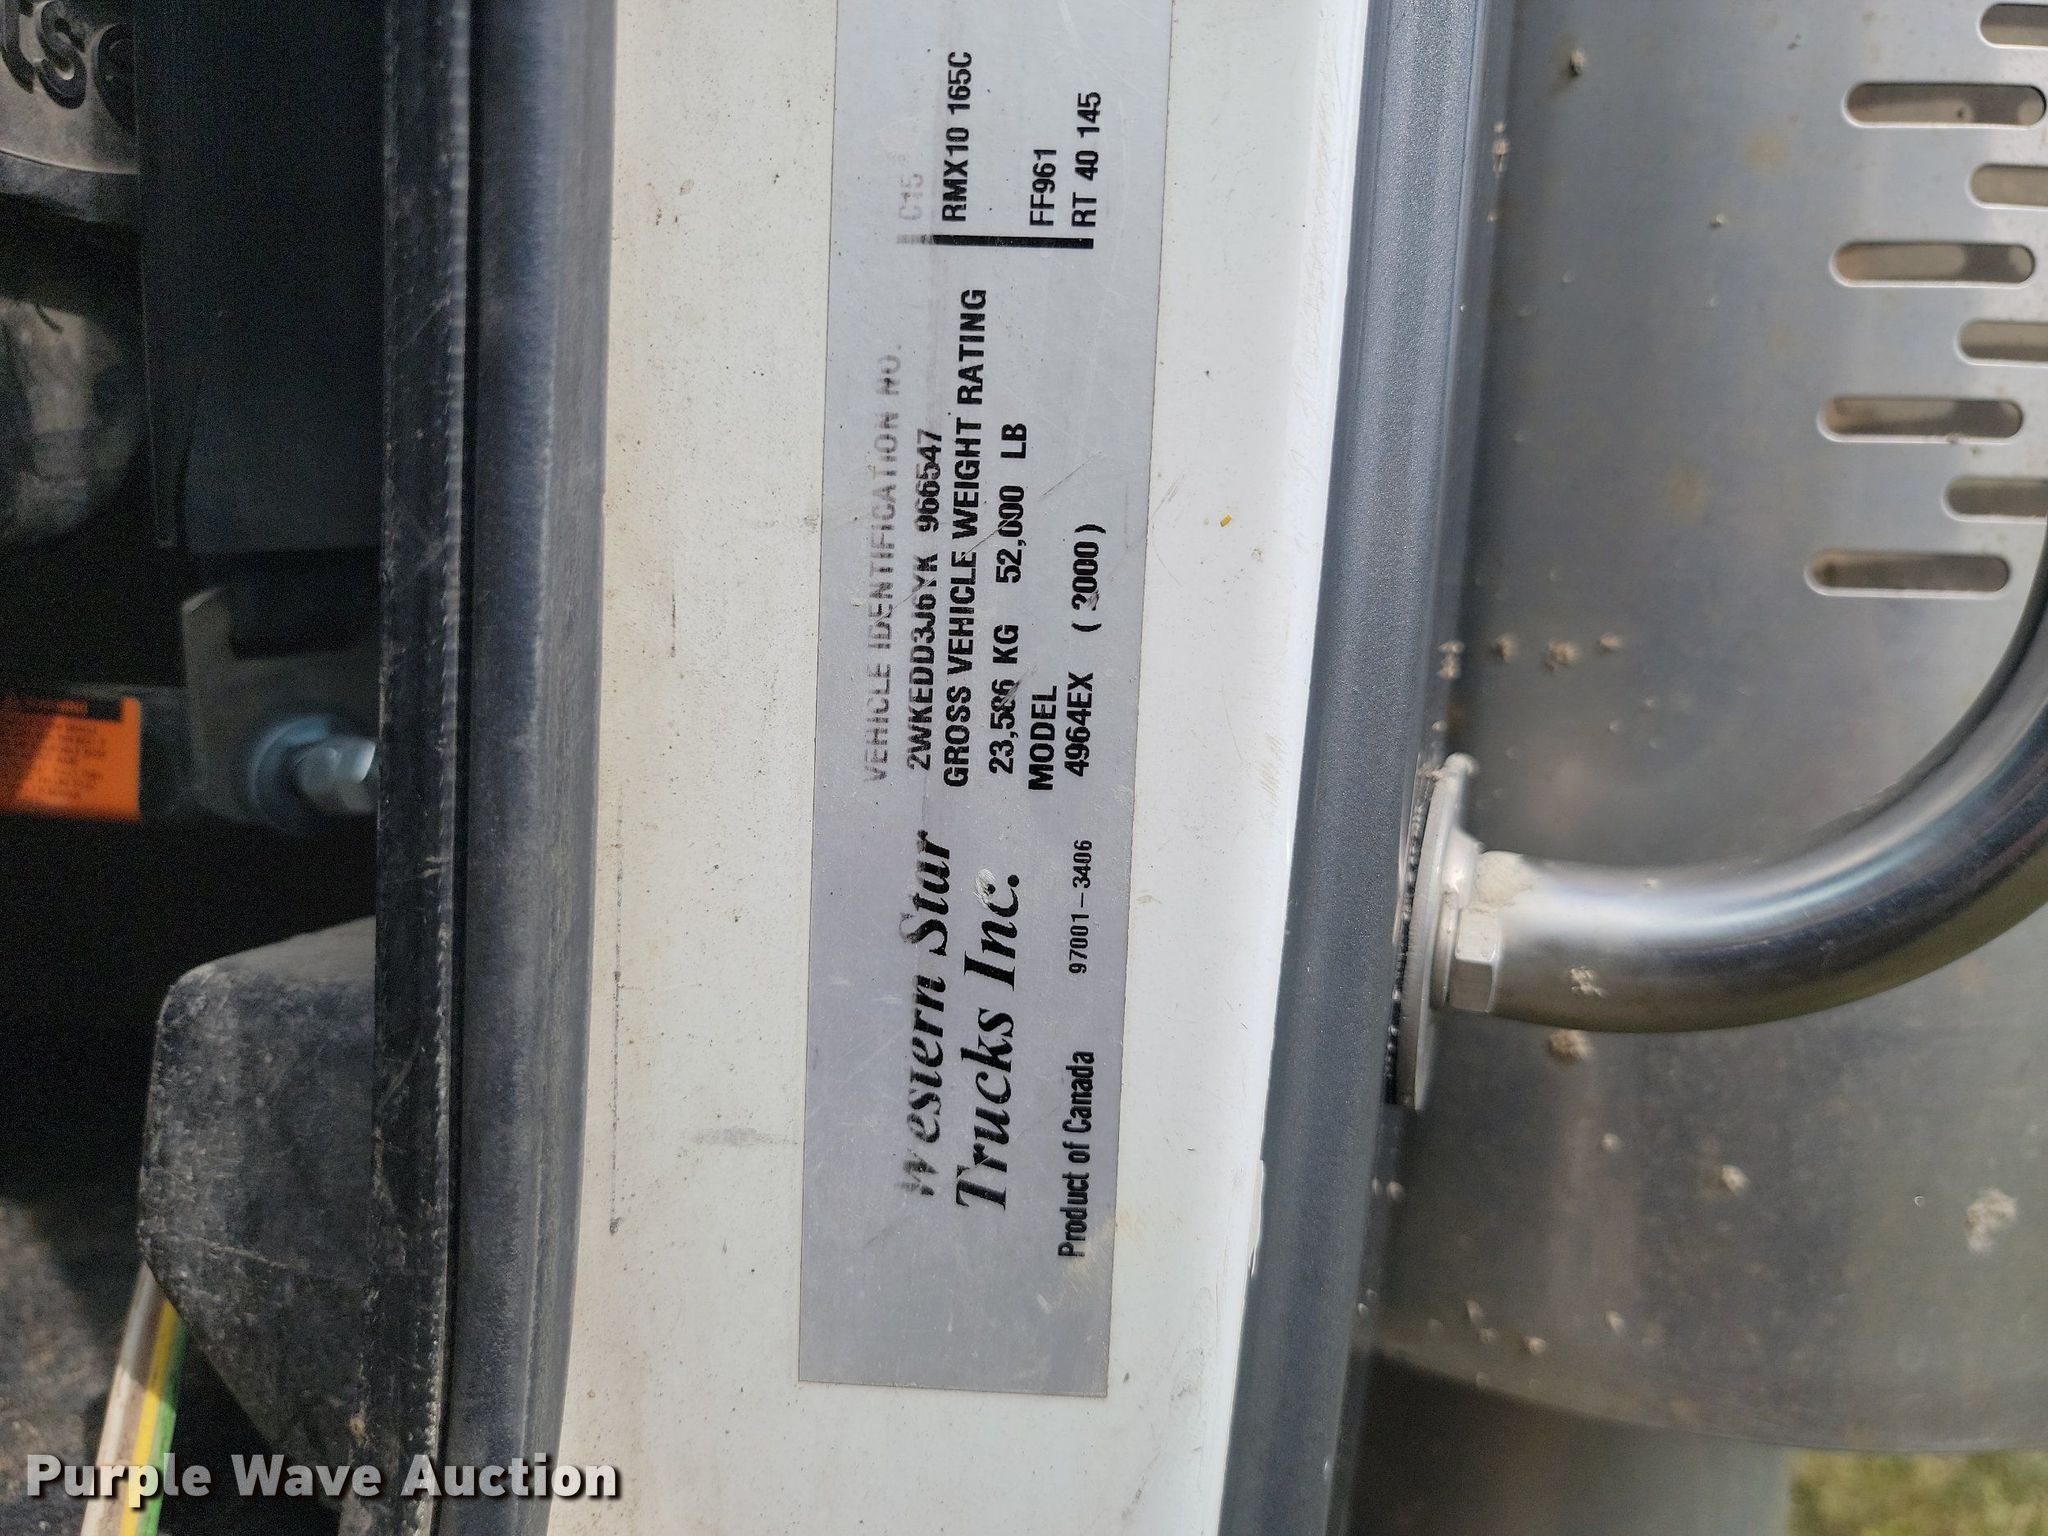 Western Star
Trucks Inc.
Product of Canada
97001-3406
VEHICLE IDENTIFICATION NO.
2WKEDD3J6YK 966547
GROSS VEHICLE WEIGHT RATING
23,586 KG 52,000 LB
MODEL
4964EX ( 2000)
C15
RMX10 165C
FF961
RT 40 145
Purple Wave Auction